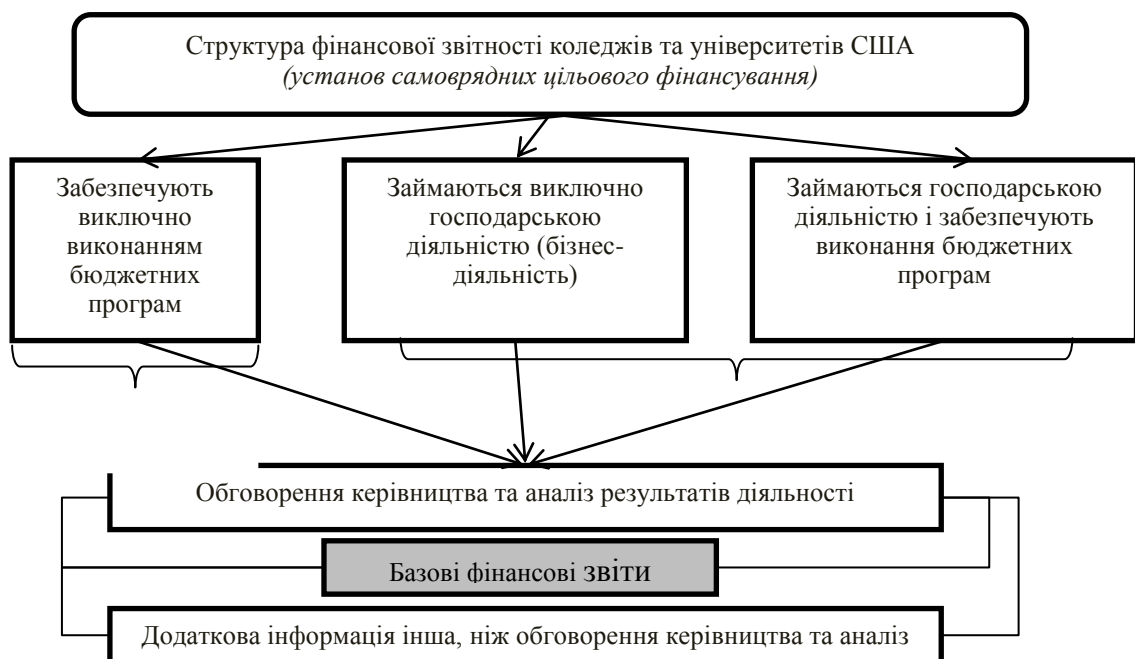 Структура фінансової звітності коледжів та університетів США
(установ самоврядних цільового фінансування)
Забезпечують
виключно
виконанням
бюджетних
програм
Займаються виключно
господарською
діяльністю (бізнес-
діяльність)
Займаються господарською
діяльністю і забезпечують
виконання бюджетних
програм
Обговорення керівництва та аналіз результатів діяльності
Базові фінансові звіти
Додаткова інформація інша, ніж обговорення керівництва та аналіз